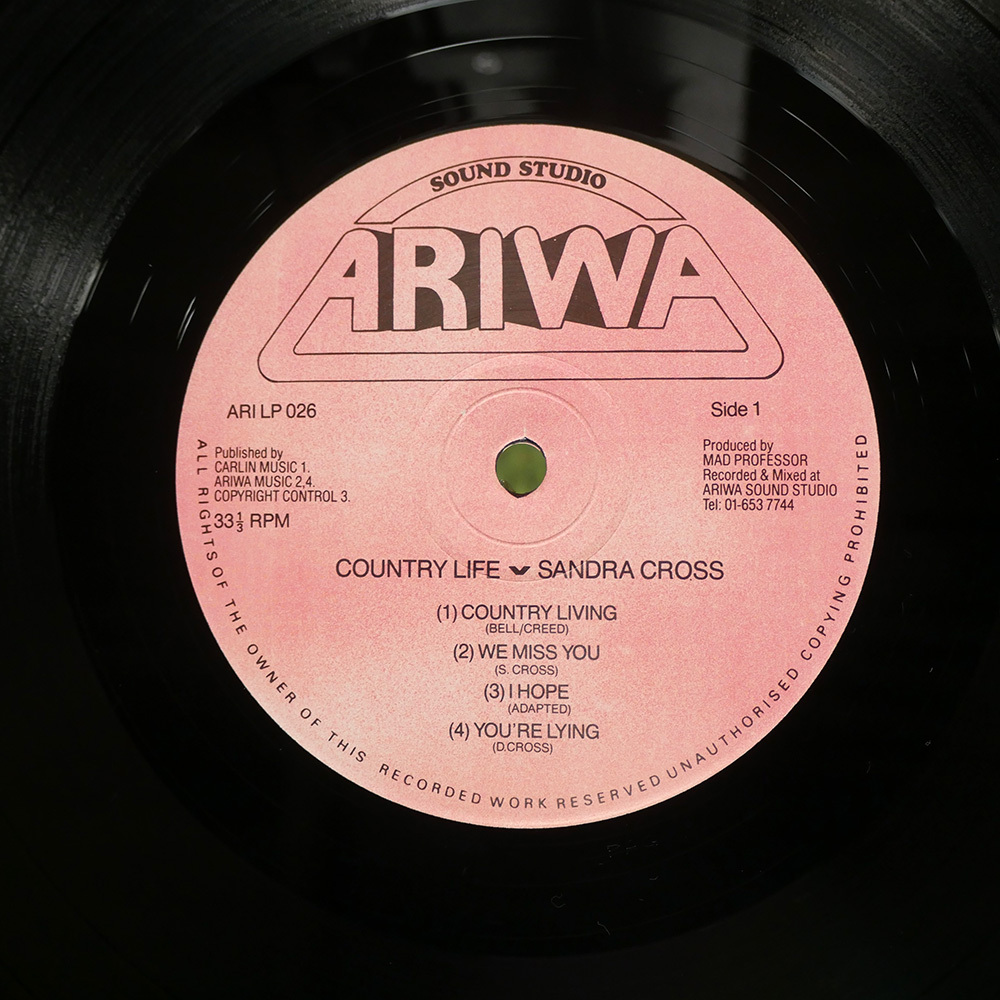 SOUND STUDIO
ARIWA
ARI LP 026
Side 1
Published by
CARLIN MUSIC 1.
ARIWA MUSIC 2,4.
COPYRIGHT CONTROL 3.
33⅓ RPM
Produced by
MAD PROFESSOR
Recorded & Mixed at
ARIWA SOUND STUDIO
Tel: 01-653 7744
COUNTRY LIFE SANDRA CROSS
(1) COUNTRY LIVING
(BELL/CREED)
(2) WE MISS YOU
(S. CROSS)
(3) I HOPE
(ADAPTED)
(4) YOU'RE LYING
(D.CROSS)
ALL RIGHTS OF THE OWNER OF THIS RECORDED WORK RESERVED UNAUTHORISED COPYING PROHIBITED